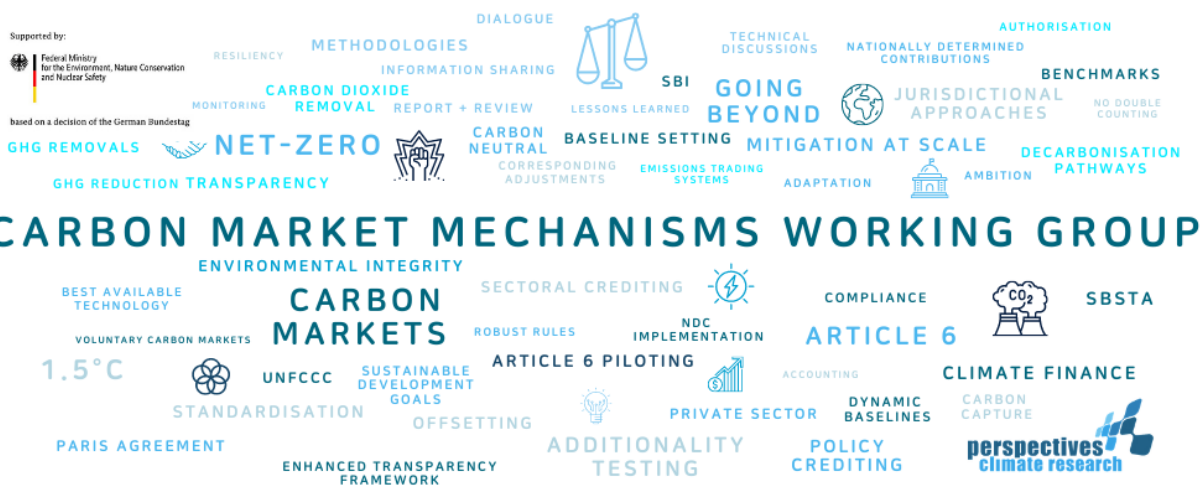 Supported by:
Federal Ministry
for the Environment, Nature Conservation
and Nuclear Safety
based on a decision of the German Bundestag
DIALOGUE
AUTHORISATION
METHODOLOGIES
RESILIENCY
TECHNICAL
DISCUSSIONS
NATIONALLY DETERMINED
CONTRIBUTIONS
INFORMATION SHARING
SBI
BENCHMARKS
CARBON DIOXIDE
REMOVAL
MONITORING
REPORT + REVIEW
LESSONS LEARNED
GOING
BEYOND
JURISDICTIONAL
APPROACHES
NO DOUBLE
COUNTING
GHG REMOVALS
NET-ZERO
CARBON
NEUTRAL
BASELINE SETTING
MITIGATION AT SCALE
DECARBONISATION
PATHWAYS
CORRESPONDING
ADJUSTMENTS
EMISSIONS TRADING
SYSTEMS
ADAPTATION
AMBITION
GHG REDUCTION
TRANSPARENCY
CARBON MARKET MECHANISMS WORKING GROUP
ENVIRONMENTAL INTEGRITY
BEST AVAILABLE
TECHNOLOGY
CARBON
MARKETS
SECTORAL CREDITING
COMPLIANCE
CO2
SBSTA
VOLUNTARY CARBON MARKETS
ROBUST RULES
NDC
IMPLEMENTATION
ARTICLE 6
1.5°C
UNFCCC
SUSTAINABLE
DEVELOPMENT
GOALS
ARTICLE 6 PILOTING
$
ACCOUNTING
CLIMATE FINANCE
STANDARDISATION
OFFSETTING
PRIVATE SECTOR
DYNAMIC
BASELINES
CARBON
CAPTURE
PARIS AGREEMENT
ENHANCED TRANSPARENCY
FRAMEWORK
ADDITIONALITY
TESTING
POLICY
CREDITING
perspectives
climate research